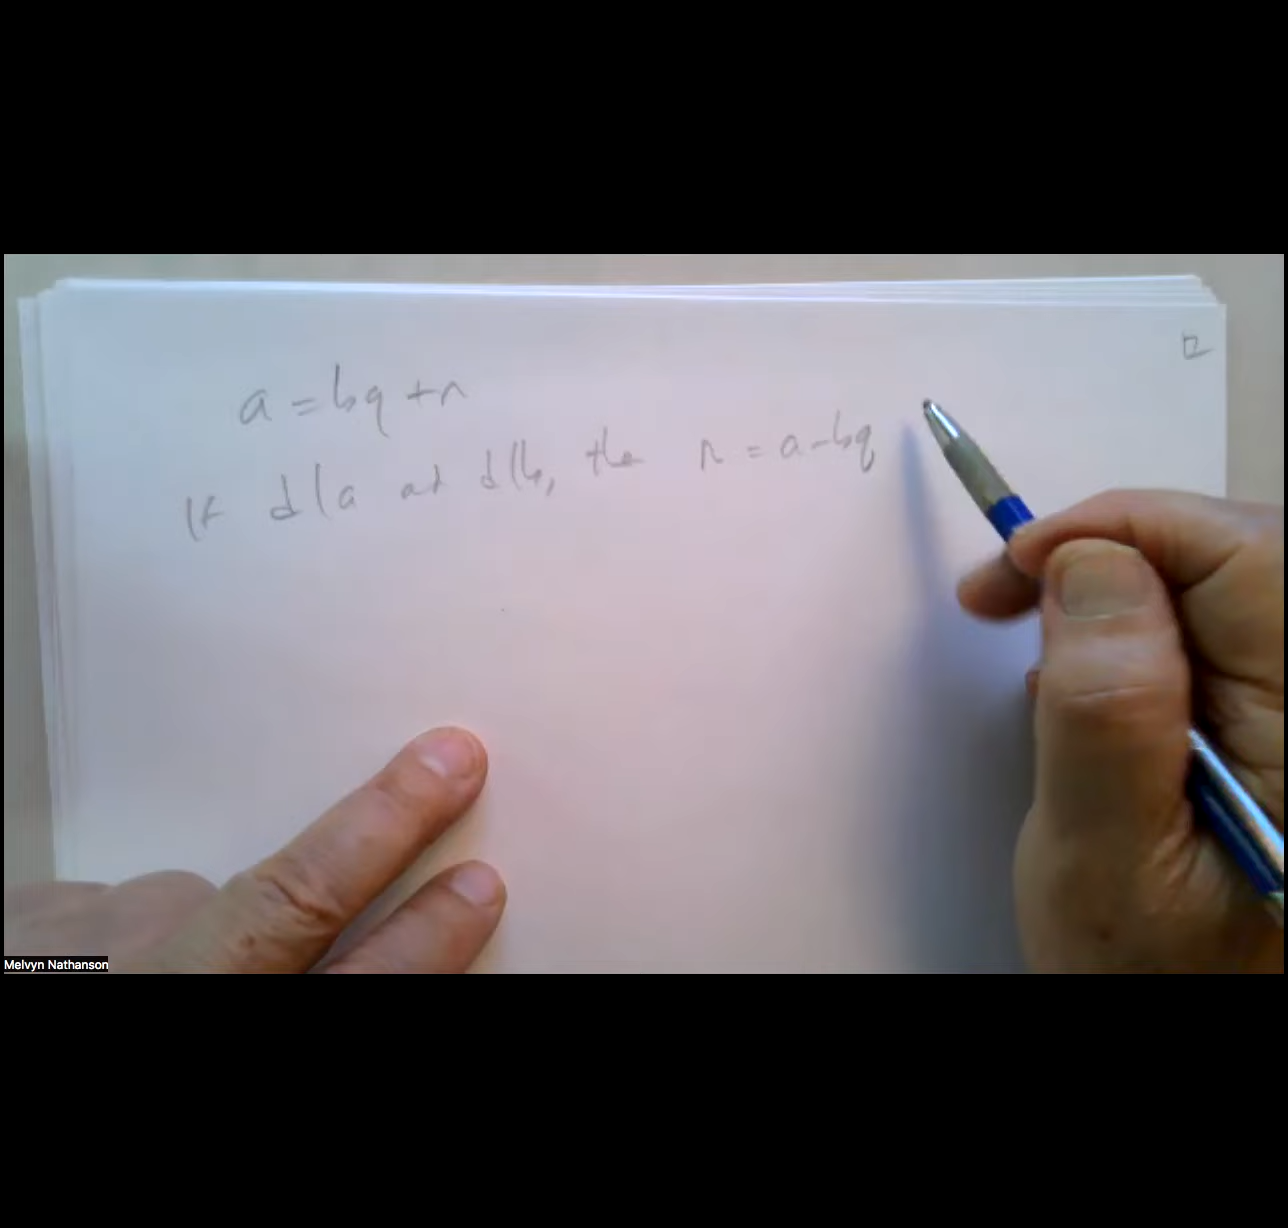 a = bq + r
If d|a and d|b, then r = a - bq
Melvyn Nathanson